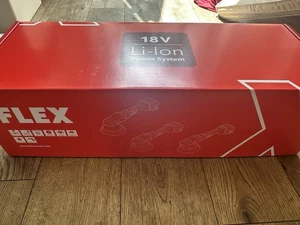 18V
Li-Ion
Power System
FLEX